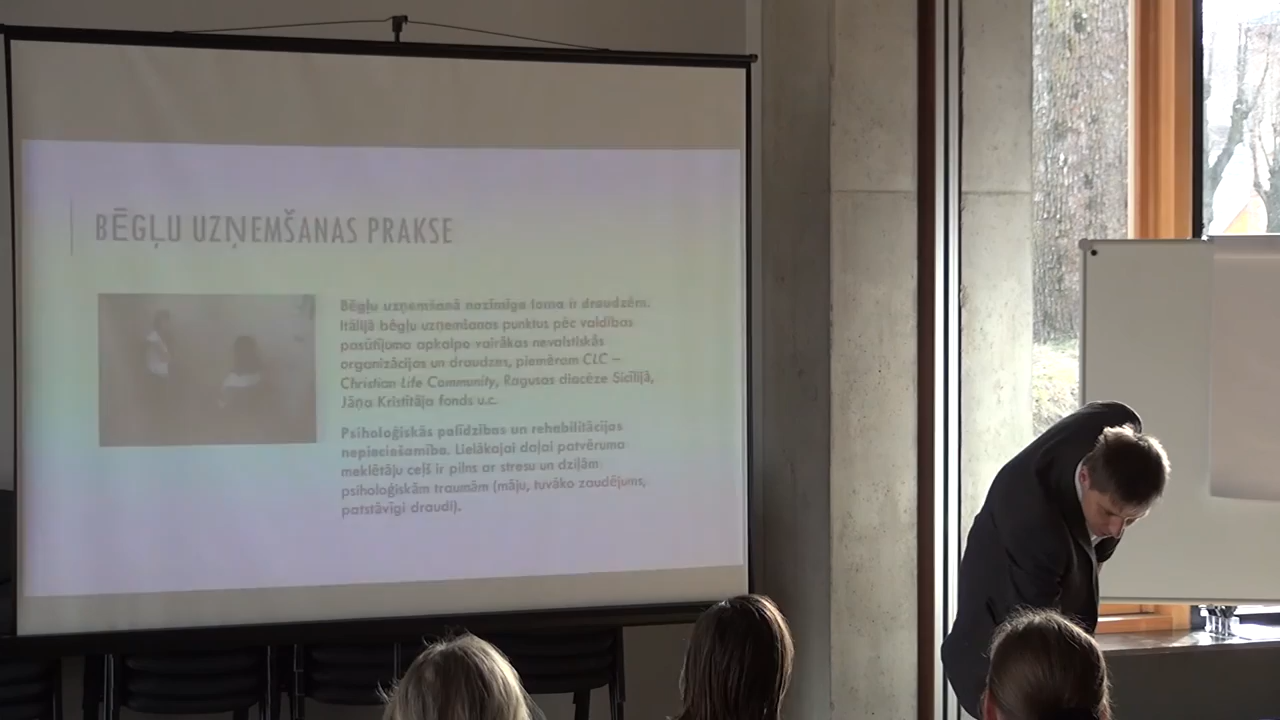 BĒGĻU UZŅEMŠANAS PRAKSE
Bēgļu uzņemšanā nozīmīga loma ir draudzēm.
Itālijā bēgļu uzņemšanas punktus pēc valdības
pasūtījuma apkalpo vairākas nevalstiskās
organizācijas un draudzes, piemēram CLC –
Christian Life Community, Ragusas diocēze Sicīlijā,
Jāņa Kristītāja fonds u.c.
Psiholoģiskās palīdzības un rehabilitācijas
nepieciešamība. Lielākajai daļai patvēruma
meklētāju ceļš ir pilns ar stresu un dziļām
psiholoģiskām traumām (māju, tuvāko zaudējums,
patstāvīgi draudi).